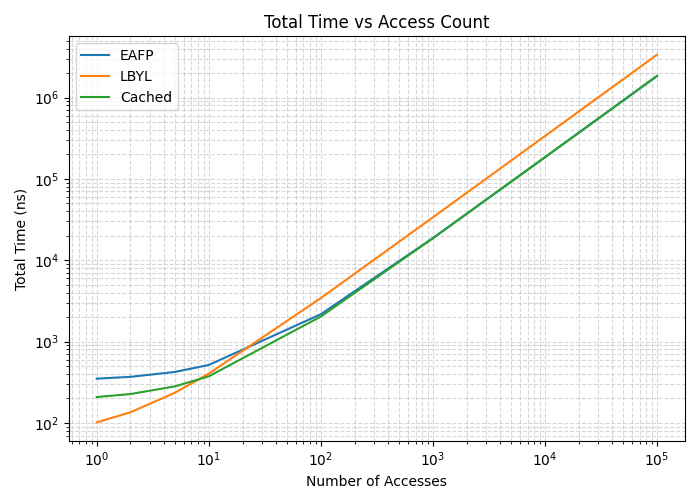 Total Time vs Access Count
EAFP
LBYL
Cached
Total Time (ns)
10⁶
10⁵
10⁴
10³
10²
10⁰ 10¹ 10² 10³ 10⁴ 10⁵
Number of Accesses